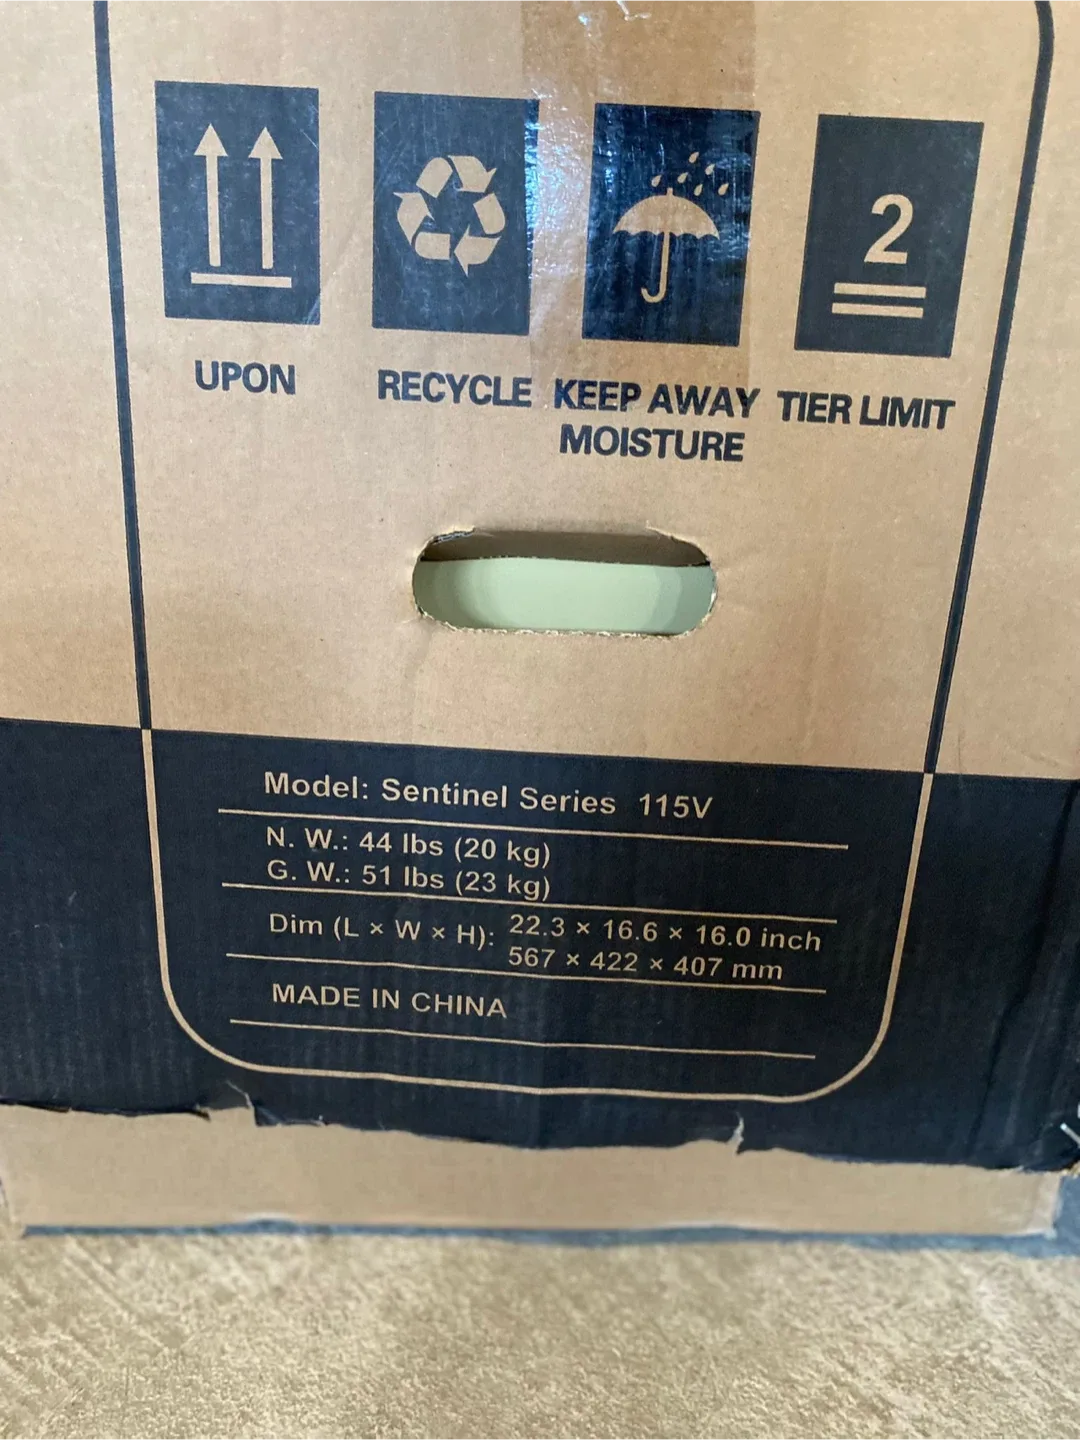 2
UPON
RECYCLE
KEEP AWAY
MOISTURE
TIER LIMIT
Model: Sentinel Series 115V
N. W.: 44 lbs (20 kg)
G. W.: 51 lbs (23 kg)
Dim (L × W × H): 22.3 × 16.6 × 16.0 inch
567 × 422 × 407 mm
MADE IN CHINA